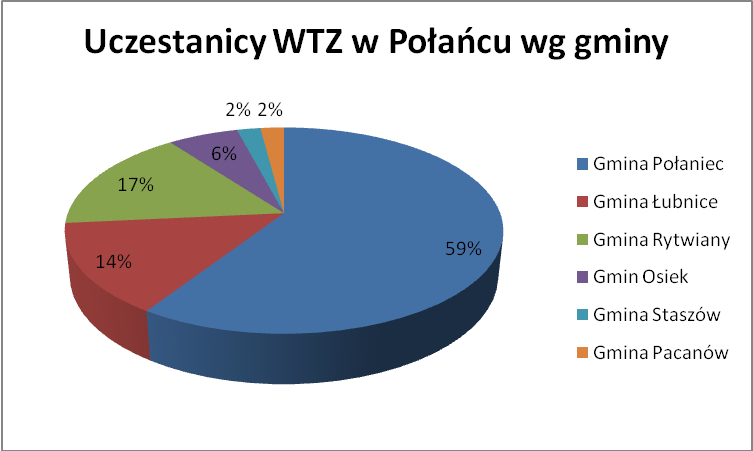 Uczestanicy WTZ w Połańcu wg gminy
2% 2%
6%
17%
59%
14%
Gmina Połaniec
Gmina Łubnice
Gmina Rytwiany
Gmin Osiek
Gmina Staszów
Gmina Pacanów